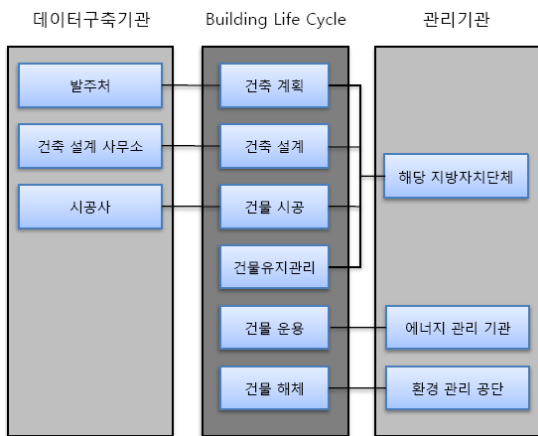 데이터구축기관
Building Life Cycle
관리기관
발주처
건축 계획
건축 설계 사무소
건축 설계
해당 지방자치단체
시공사
건물 시공
건물유지관리
건물 운용
에너지 관리 기관
건물 해체
환경 관리 공단